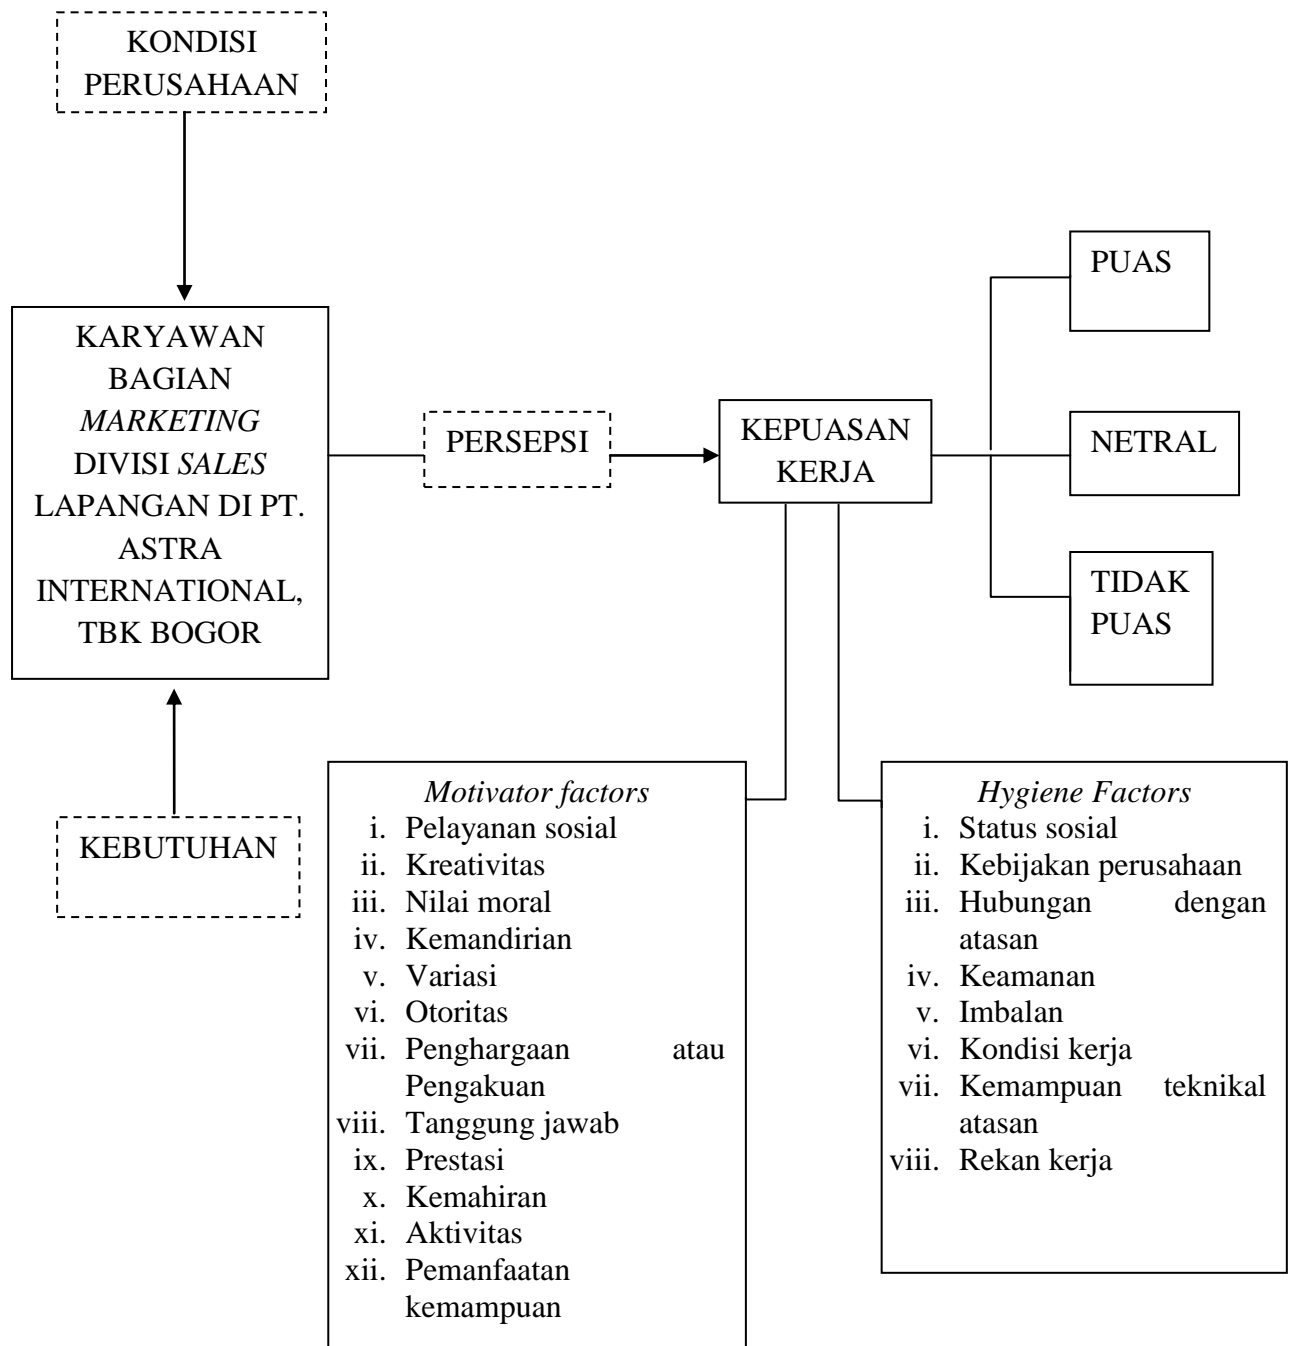 KONDISI
PERUSAHAAN
KARYAWAN
BAGIAN
MARKETING
DIVISI SALES
LAPANGAN DI PT.
ASTRA
INTERNATIONAL,
TBK BOGOR
KEBUTUHAN
PERSEPSI
KEPUASAN
KERJA
PUAS
NETRAL
TIDAK
PUAS
Motivator factors
i. Pelayanan sosial
ii. Kreativitas
iii. Nilai moral
iv. Kemandirian
v. Variasi
vi. Otoritas
vii. Penghargaan atau
Pengakuan
viii. Tanggung jawab
ix. Prestasi
x. Kemahiran
xi. Aktivitas
xii. Pemanfaatan
kemampuan
Hygiene Factors
i. Status sosial
ii. Kebijakan perusahaan
iii. Hubungan dengan
atasan
iv. Keamanan
v. Imbalan
vi. Kondisi kerja
vii. Kemampuan teknikal
atasan
viii. Rekan kerja